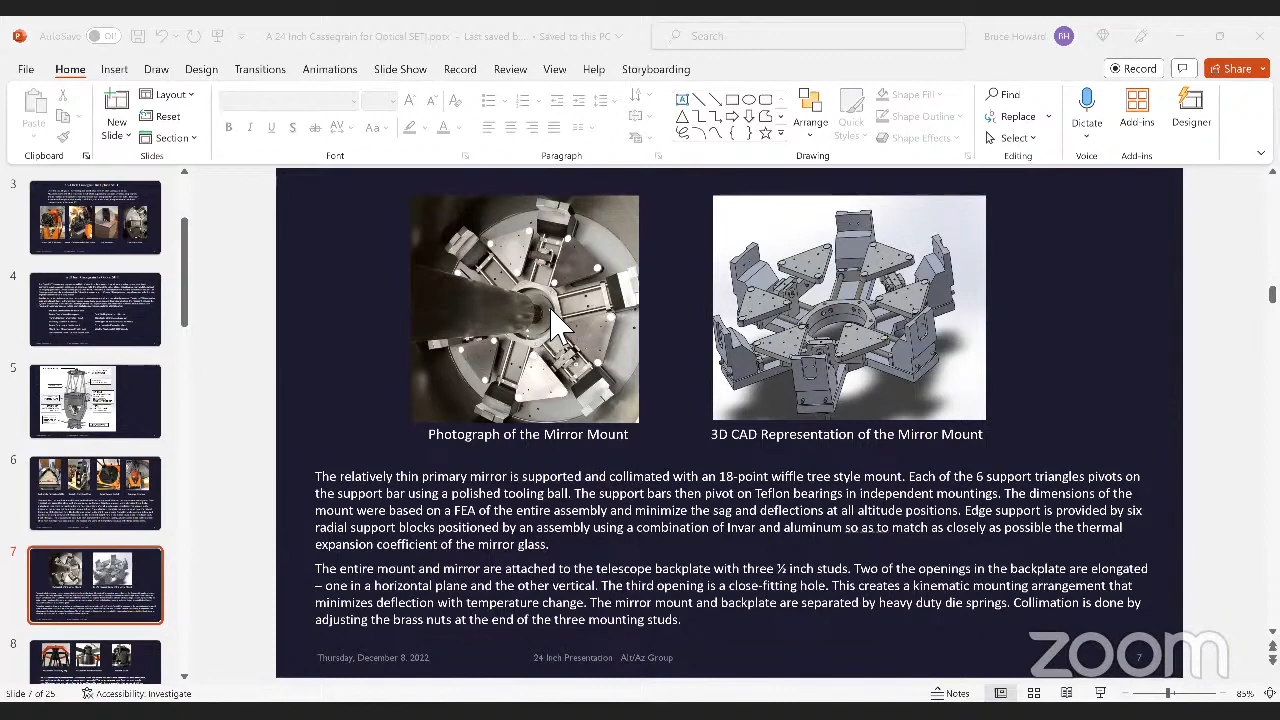 AutoSave Off A 24 Inch Cassegrain for Optical SETI.pptx - Last saved b... • Saved to this PC Search Bruce Howard BH
File Home Insert Draw Design Transitions Animations Slide Show Record Review View Help Storyboarding Record Share
Paste New Slide Layout Reset Section
B I U S ab AV Aa A
Arrange Quick Styles Shape Fill Shape Outline Shape Effects
Find Replace Select Dictate Add-ins Designer
Clipboard Slides Font Paragraph Drawing Editing Voice Add-ins
3
4
5
6
7
8
Photograph of the Mirror Mount
3D CAD Representation of the Mirror Mount
The relatively thin primary mirror is supported and collimated with an 18 point wiffle tree style mount. Each of the 6 support triangles pivots on
the support bar using a polished tooling ball. The support bars then pivot on teflon bushings in independent mountings. The dimensions of the
mount were based on a FEA of the entire assembly and minimize the sag and distortion in all altitude positions. Edge support is provided by six
radial support blocks positioned by an assembly using a combination of Invar and aluminum so as to match as closely as possible the thermal
expansion coefficient of the mirror glass.
The entire mount and mirror are attached to the telescope backplate with three ½ inch studs. Two of the openings in the backplate are elongated
– one in a horizontal plane and the other vertical. The third opening is a close fitting hole. This creates a kinematic mounting arrangement that
minimizes deflection with temperature change. The mirror mount and backplate are separated by heavy duty die springs. Collimation is done by
adjusting the brass nuts at the end of the three mounting studs.
Thursday, December 8, 2022 24 Inch Presentation Alt/Az Group 7
zoom
Slide 7 of 25 Accessibility: Investigate Notes 85%